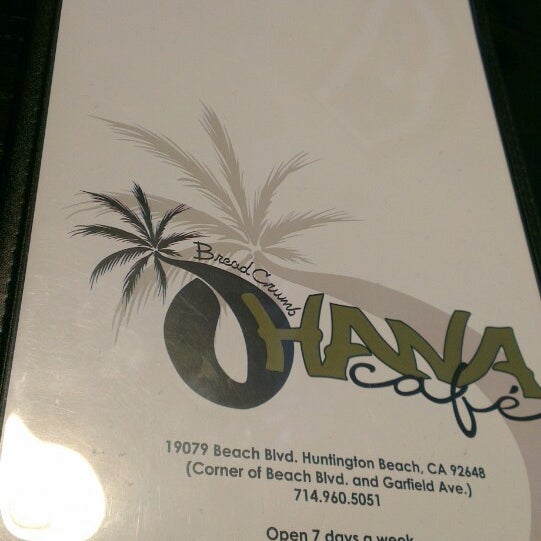 Bread Crumb
OHANA
café
19079 Beach Blvd. Huntington Beach, CA 92648
(Corner of Beach Blvd. and Garfield Ave.)
714.960.5051
Open 7 days a week